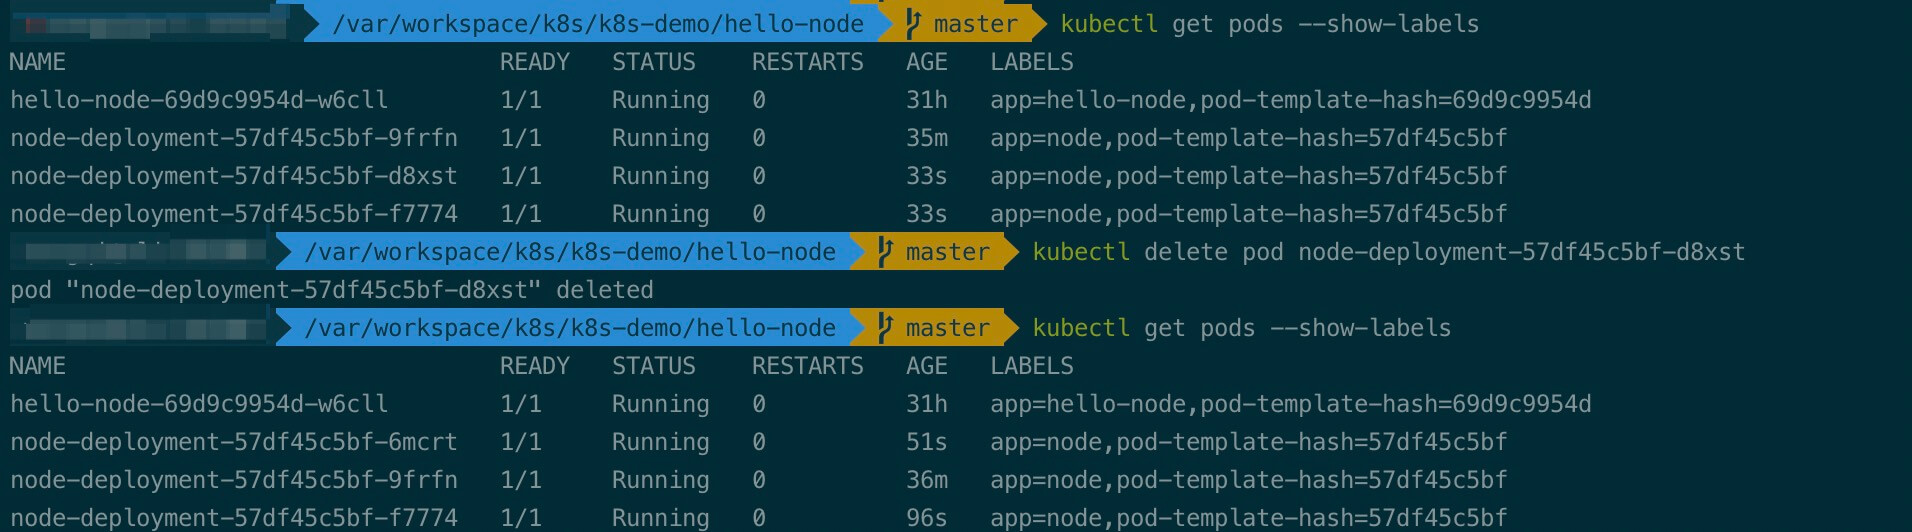 /var/workspace/k8s/k8s-demo/hello-node master kubectl get pods --show-labels
NAME READY STATUS RESTARTS AGE LABELS
hello-node-69d9c9954d-w6cll 1/1 Running 0 31h app=hello-node,pod-template-hash=69d9c9954d
node-deployment-57df45c5bf-9frfn 1/1 Running 0 35m app=node,pod-template-hash=57df45c5bf
node-deployment-57df45c5bf-d8xst 1/1 Running 0 33s app=node,pod-template-hash=57df45c5bf
node-deployment-57df45c5bf-f7774 1/1 Running 0 33s app=node,pod-template-hash=57df45c5bf
/var/workspace/k8s/k8s-demo/hello-node master kubectl delete pod node-deployment-57df45c5bf-d8xst
pod "node-deployment-57df45c5bf-d8xst" deleted
/var/workspace/k8s/k8s-demo/hello-node master kubectl get pods --show-labels
NAME READY STATUS RESTARTS AGE LABELS
hello-node-69d9c9954d-w6cll 1/1 Running 0 31h app=hello-node,pod-template-hash=69d9c9954d
node-deployment-57df45c5bf-6mcrt 1/1 Running 0 51s app=node,pod-template-hash=57df45c5bf
node-deployment-57df45c5bf-9frfn 1/1 Running 0 36m app=node,pod-template-hash=57df45c5bf
node-deployment-57df45c5bf-f7774 1/1 Running 0 96s app=node,pod-template-hash=57df45c5bf